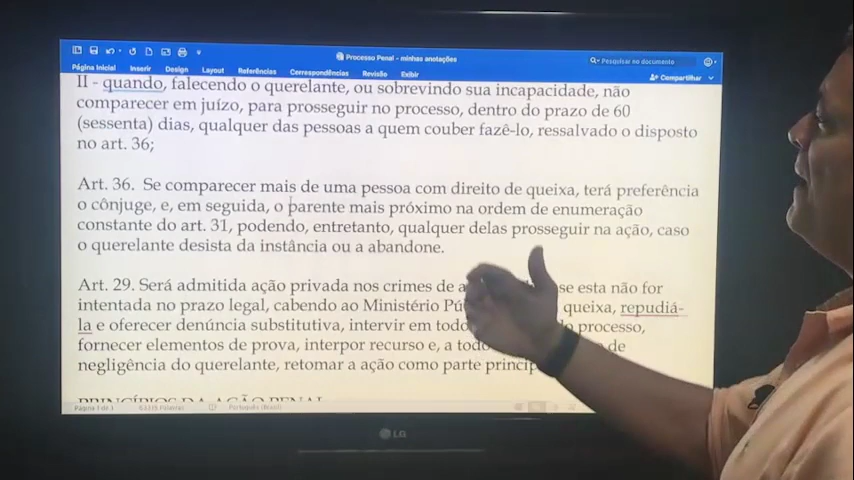 Processo Penal - minhas anotações
Pesquisar no documento
Página Inicial Inserir Design Layout Referências Correspondências Revisão Exibir
Compartilhar
II - quando, falecendo o querelante, ou sobrevindo sua incapacidade, não
comparecer em juízo, para prosseguir no processo, dentro do prazo de 60
(sessenta) dias, qualquer das pessoas a quem couber fazê-lo, ressalvado o disposto
no art. 36;
Art. 36. Se comparecer mais de uma pessoa com direito de queixa, terá preferência
o cônjuge, e, em seguida, o parente mais próximo na ordem de enumeração
constante do art. 31, podendo, entretanto, qualquer delas prosseguir na ação, caso
o querelante desista da instância ou a abandone.
Art. 29. Será admitida ação privada nos crimes de a se esta não for
intentada no prazo legal, cabendo ao Ministério Pú queixa, repudiá-
la e oferecer denúncia substitutiva, intervir em todo processo,
fornecer elementos de prova, interpor recurso e, a todo de
negligência do querelante, retomar a ação como parte princip
PRINCÍPIOS DA AÇÃO PENAL
Português (Brasil)
LG